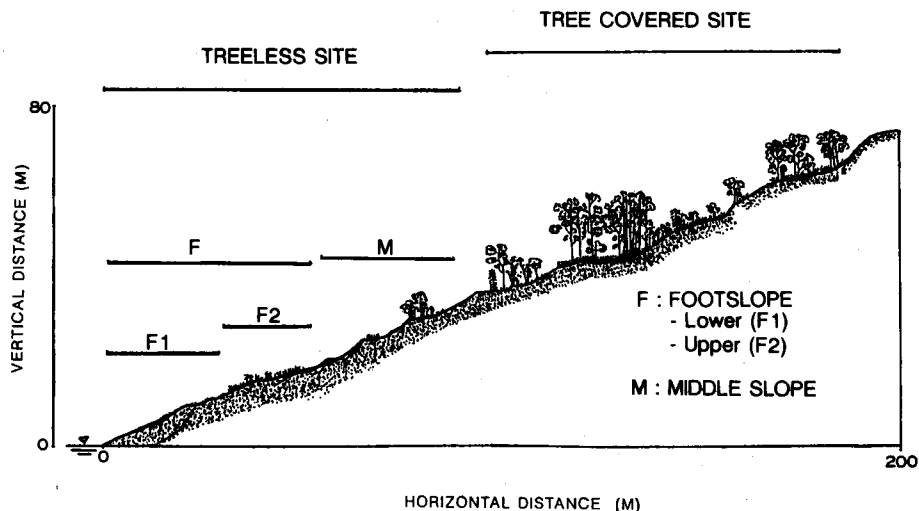 TREE COVERED SITE
TREELESS SITE
80
VERTICAL DISTANCE (M)
F
M
F2
F1
F : FOOTSLOPE
- Lower (F1)
- Upper (F2)
M : MIDDLE SLOPE
0
0
200
HORIZONTAL DISTANCE (M)